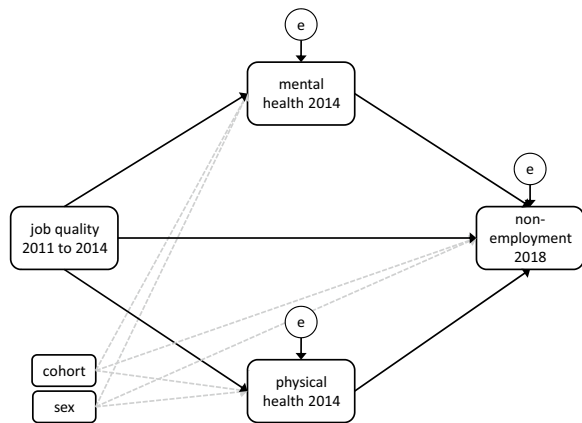 e
mental
health 2014
e
job quality
2011 to 2014
non-
employment
2018
e
cohort
physical
health 2014
sex